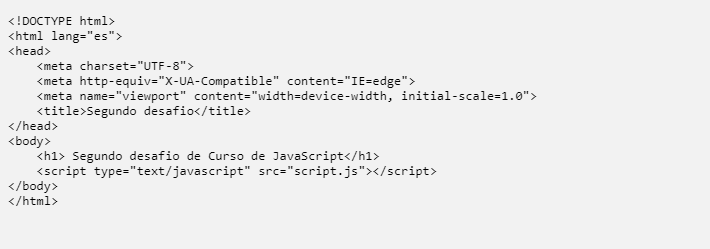 <!DOCTYPE html>
<html lang="es">
<head>
    <meta charset="UTF-8">
    <meta http-equiv="X-UA-Compatible" content="IE=edge">
    <meta name="viewport" content="width=device-width, initial-scale=1.0">
    <title>Segundo desafio</title>
</head>
<body>
    <h1> Segundo desafio de Curso de JavaScript</h1>
    <script type="text/javascript" src="script.js"></script>
</body>
</html>